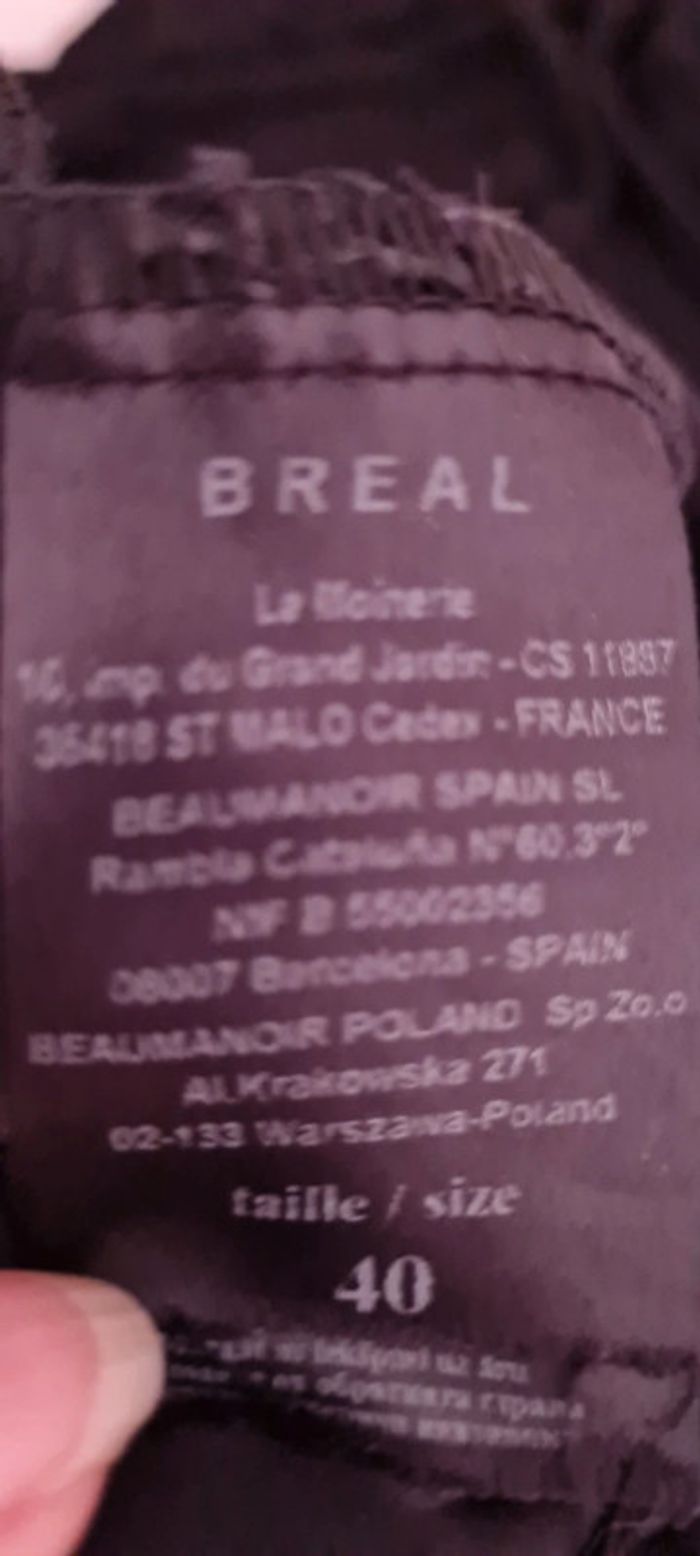 BREAL
La Moinerie
10, imp. du Grand Jardin - CS 11887
35418 ST MALO Cedex - FRANCE
BEAUMANOIR SPAIN SL
Rambla Cataluña N°60.3°2°
NIF B 55002356
08007 Barcelona - SPAIN
BEAUMANOIR POLAND Sp Zo.o
Al.Krakowska 271
02-133 Warszawa-Poland
taille / size
40